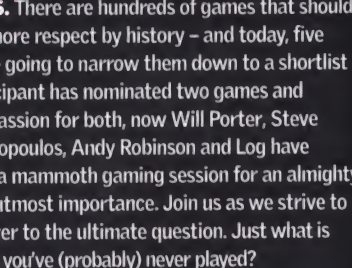 s. There are hundreds of games that should
more respect by history – and today, five
going to narrow them down to a shortlist
cipant has nominated two games and
assion for both, now Will Porter, Steve
opoulos, Andy Robinson and Log have
a mammoth gaming session for an almighty
utmost importance. Join us as we strive to
er to the ultimate question. Just what is
you've (probably) never played?